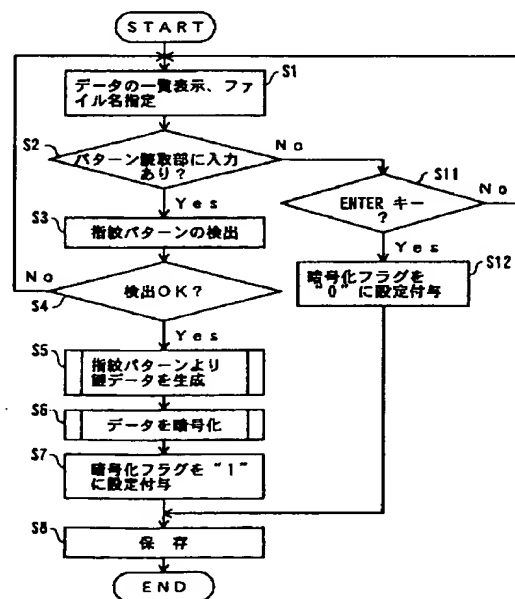 START
S1
データの一覧表示、ファ
イル名指定
S2
パターン読取部に入力
あり?
No
Yes
S11
ENTER キー
?
No
Yes
S3
指紋パターンの検出
S12
暗号化フラグを
“0”に設定付与
No
S4
検出OK?
Yes
S5
指紋パターンより
鍵データを生成
S6
データを暗号化
S7
暗号化フラグを“1”
に設定付与
S8
保 存
END